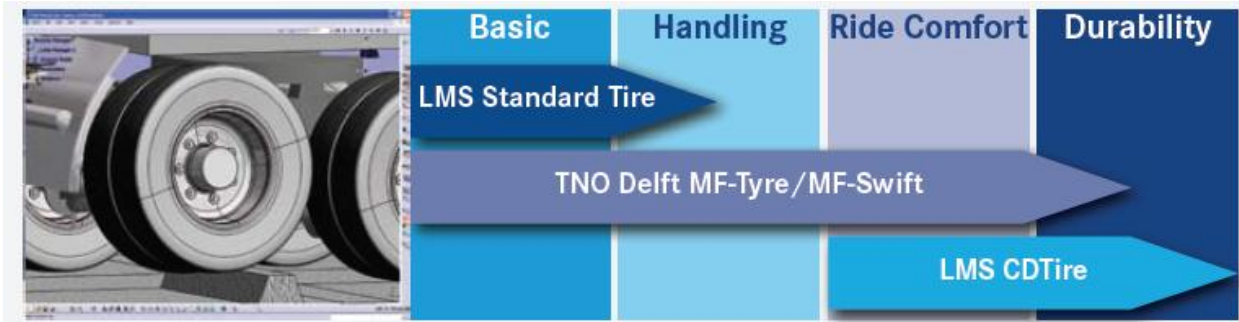 Basic
Handling
Ride Comfort
Durability
LMS Standard Tire
TNO Delft MF-Tyre/MF-Swift
LMS CDTire